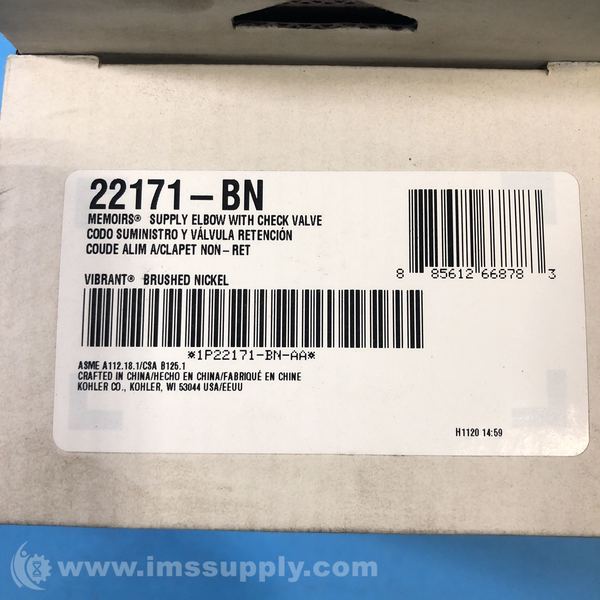 22171-BN
MEMOIRS® SUPPLY ELBOW WITH CHECK VALVE
CODO SUMINISTRO Y VÁLVULA RETENCIÓN
COUDE ALIM A/CLAPET NON-RET
VIBRANT® BRUSHED NICKEL
8 85612 66878 3
*1P22171-BN-AA*
ASME A112.18.1/CSA B125.1
CRAFTED IN CHINA/HECHO EN CHINA/FABRIQUÉ EN CHINE
KOHLER CO., KOHLER, WI 53044 USA/EEUU
H1120 14:59
www.imssupply.com